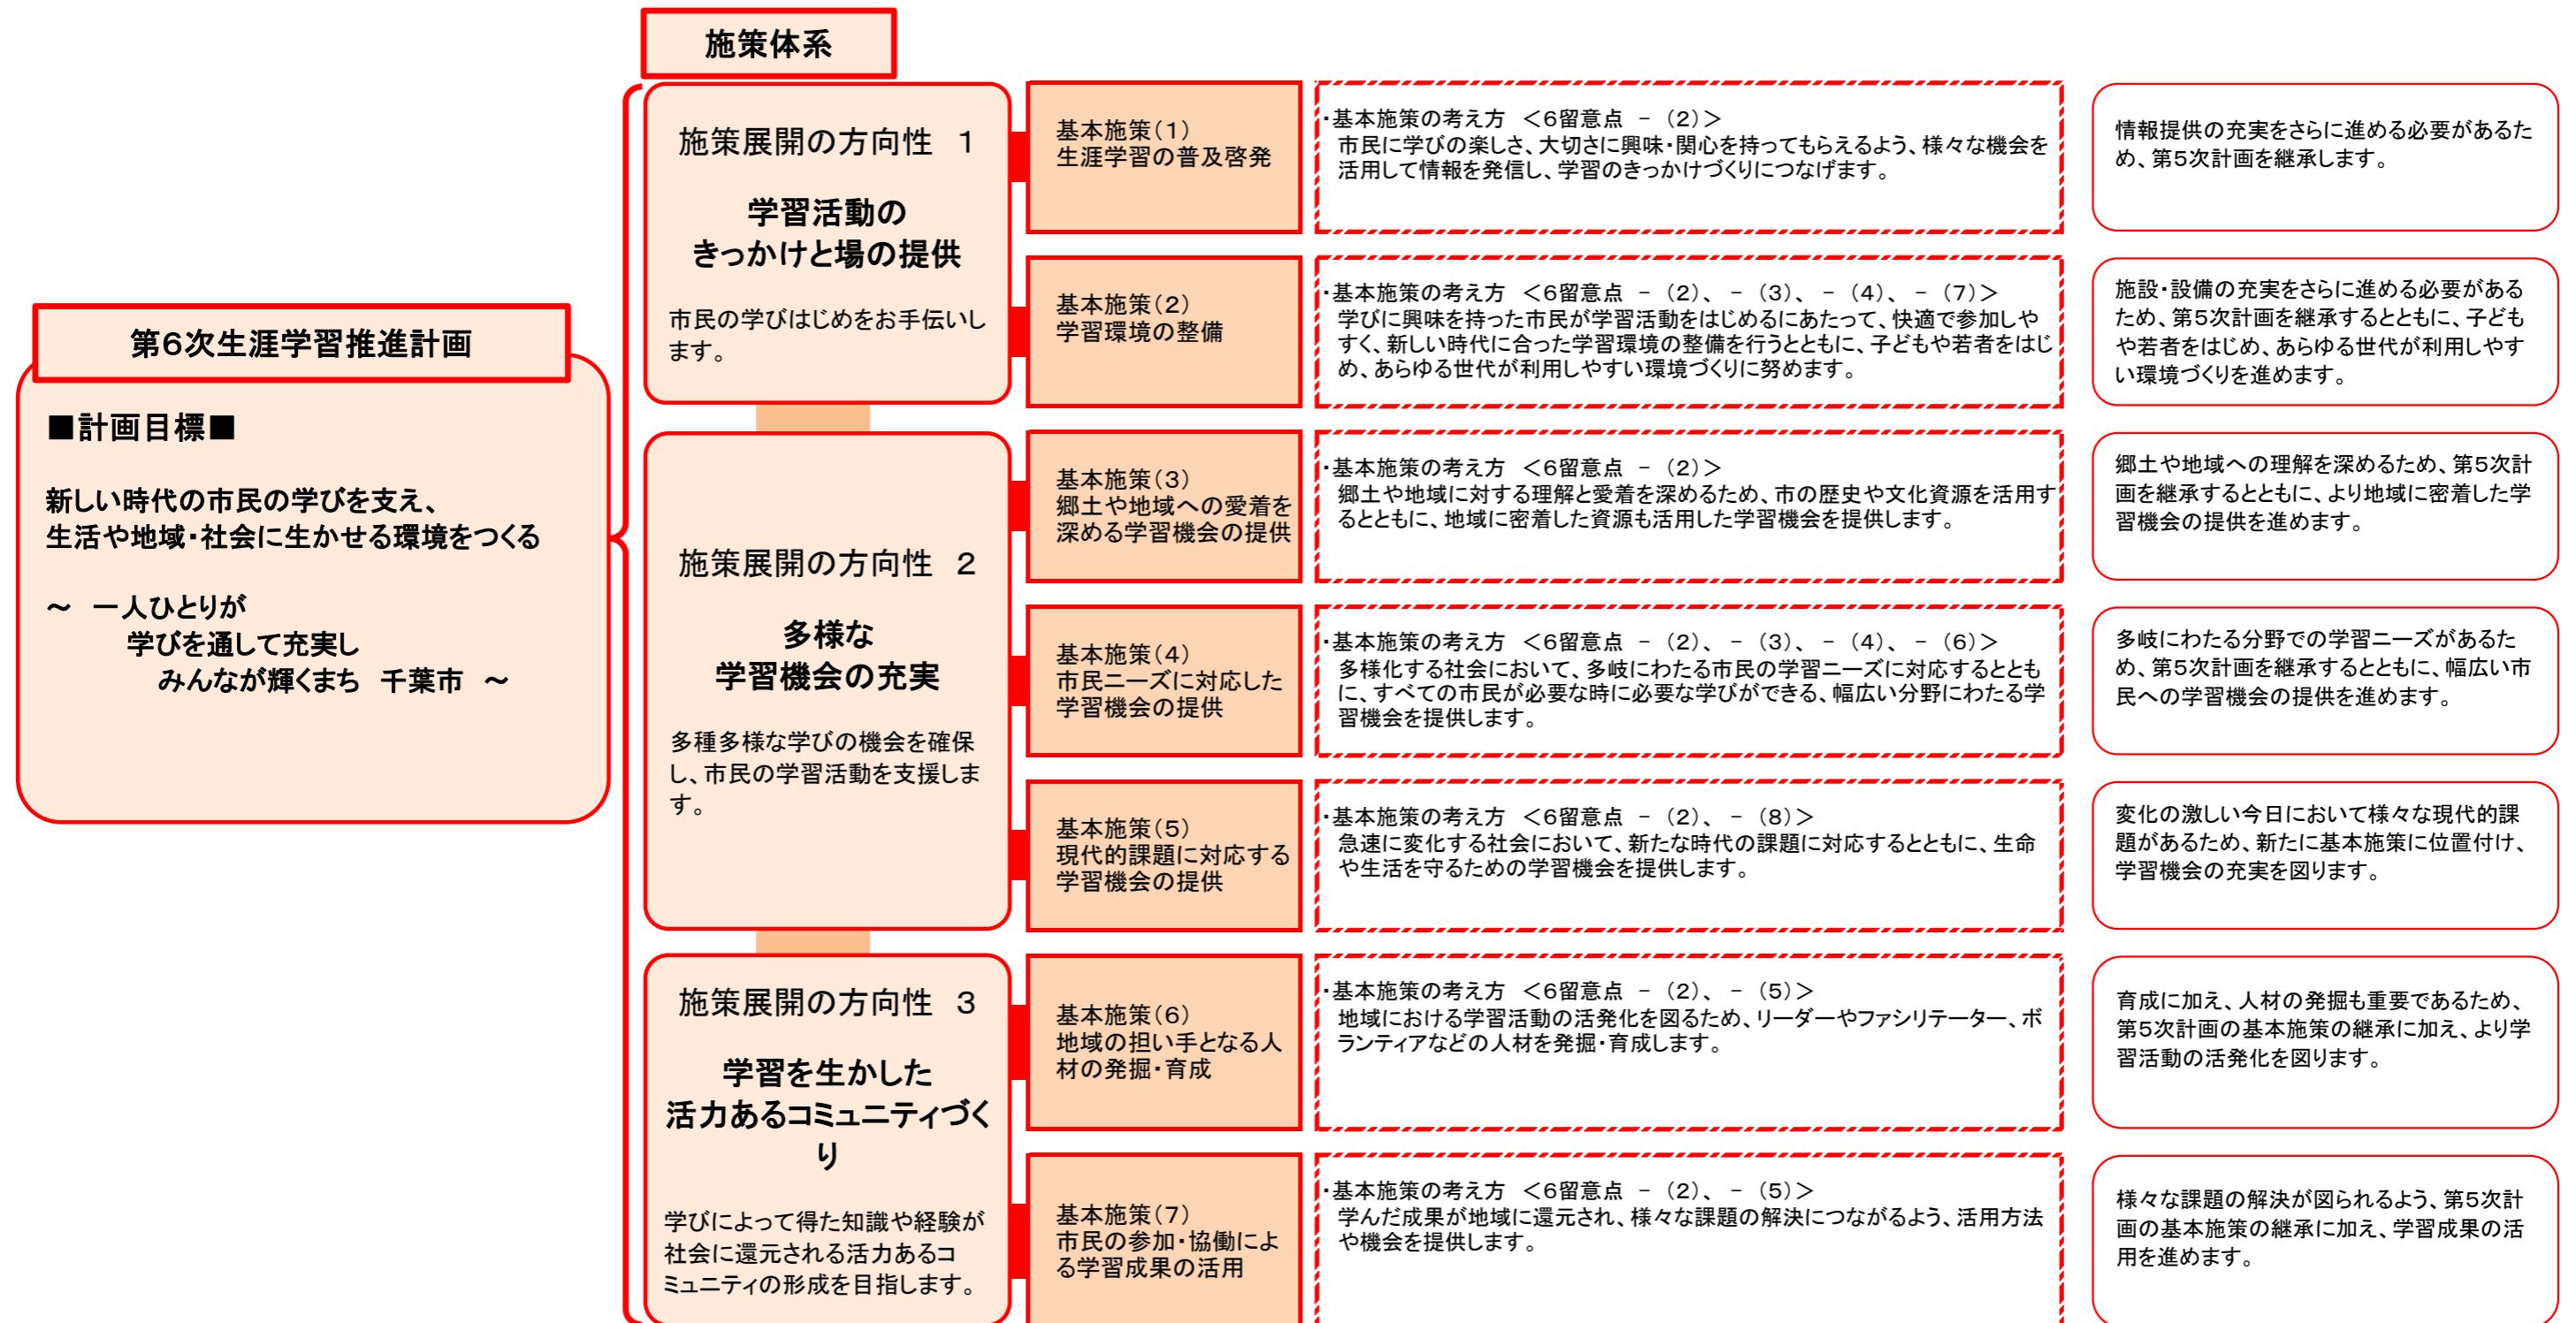 施策体系
第6次生涯学習推進計画
■計画目標■
新しい時代の市民の学びを支え、
生活や地域・社会に生かせる環境をつくる
～ 一人ひとりが
学びを通して充実し
みんなが輝くまち 千葉市 ～
施策展開の方向性 1
学習活動の
きっかけと場の提供
市民の学びはじめをお手伝いし
ます。
基本施策(1)
生涯学習の普及啓発
・基本施策の考え方 ＜6留意点 － (2)＞
市民に学びの楽しさ、大切さに興味・関心を持ってもらえるよう、様々な機会を
活用して情報を発信し、学習のきっかけづくりにつなげます。
情報提供の充実をさらに進める必要があるた
め、第5次計画を継承します。
基本施策(2)
学習環境の整備
・基本施策の考え方 ＜6留意点 － (2)、－ (3)、－ (4)、－ (7)＞
学びに興味を持った市民が学習活動をはじめるにあたって、快適で参加しや
すく、新しい時代に合った学習環境の整備を行うとともに、子どもや若者をはじ
め、あらゆる世代が利用しやすい環境づくりに努めます。
施設・設備の充実をさらに進める必要がある
ため、第5次計画を継承するとともに、子ども
や若者をはじめ、あらゆる世代が利用しやす
い環境づくりを進めます。
施策展開の方向性 2
多様な
学習機会の充実
多種多様な学びの機会を確保
し、市民の学習活動を支援しま
す。
基本施策(3)
郷土や地域への愛着を
深める学習機会の提供
・基本施策の考え方 ＜6留意点 － (2)＞
郷土や地域に対する理解と愛着を深めるため、市の歴史や文化資源を活用す
るとともに、地域に密着した資源も活用した学習機会を提供します。
郷土や地域への理解を深めるため、第5次計
画を継承するとともに、より地域に密着した学
習機会の提供を進めます。
基本施策(4)
市民ニーズに対応した
学習機会の提供
・基本施策の考え方 ＜6留意点 － (2)、－ (3)、－ (4)、－ (6)＞
多様化する社会において、多岐にわたる市民の学習ニーズに対応するととも
に、すべての市民が必要な時に必要な学びができる、幅広い分野にわたる学
習機会を提供します。
多岐にわたる分野での学習ニーズがあるた
め、第5次計画を継承するとともに、幅広い市
民への学習機会の提供を進めます。
基本施策(5)
現代的課題に対応する
学習機会の提供
・基本施策の考え方 ＜6留意点 － (2)、－ (8)＞
急速に変化する社会において、新たな時代の課題に対応するとともに、生命
や生活を守るための学習機会を提供します。
変化の激しい今日において様々な現代的課
題があるため、新たに基本施策に位置付け、
学習機会の充実を図ります。
施策展開の方向性 3
学習を生かした
活力あるコミュニティづく
り
学びによって得た知識や経験が
社会に還元される活力あるコ
ミュニティの形成を目指します。
基本施策(6)
地域の担い手となる人
材の発掘・育成
・基本施策の考え方 ＜6留意点 － (2)、－ (5)＞
地域における学習活動の活発化を図るため、リーダーやファシリテーター、ボ
ランティアなどの人材を発掘・育成します。
育成に加え、人材の発掘も重要であるため、
第5次計画の基本施策の継承に加え、より学
習活動の活発化を図ります。
基本施策(7)
市民の参加・協働によ
る学習成果の活用
・基本施策の考え方 ＜6留意点 － (2)、－ (5)＞
学んだ成果が地域に還元され、様々な課題の解決につながるよう、活用方法
や機会を提供します。
様々な課題の解決が図られるよう、第5次計
画の基本施策の継承に加え、学習成果の活
用を進めます。